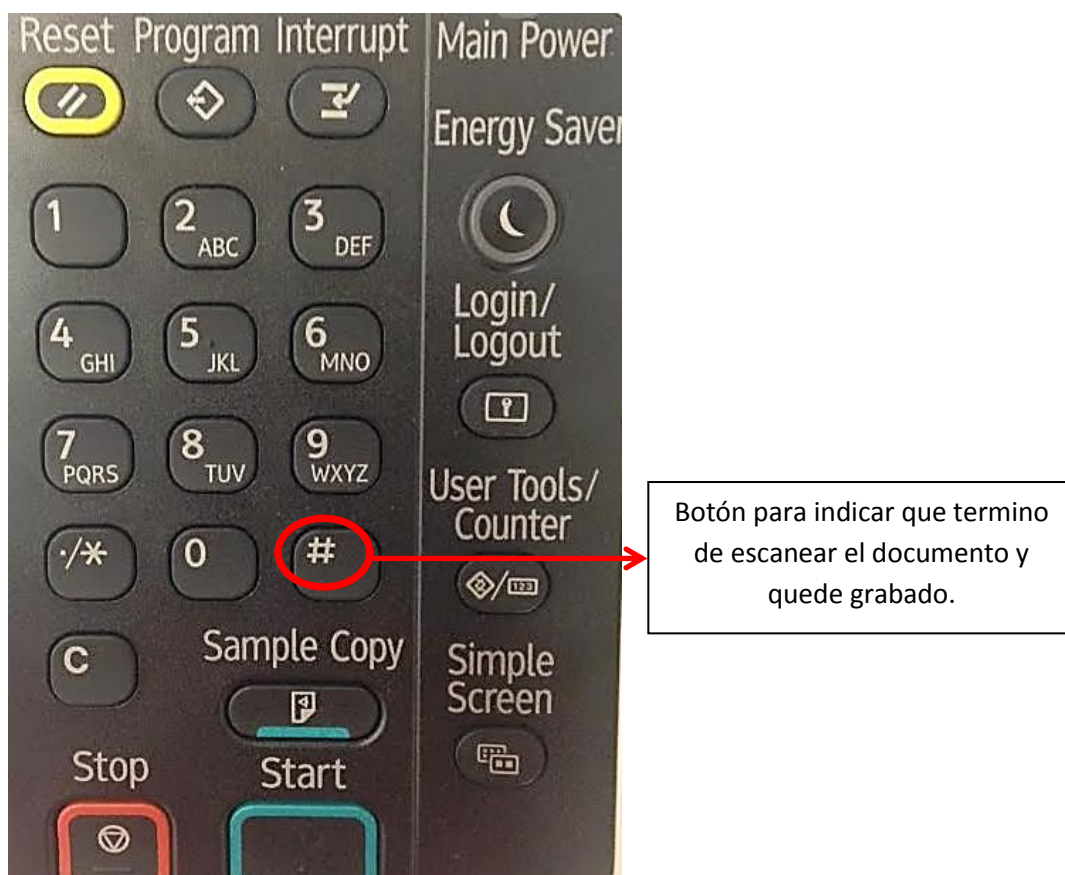 Reset Program Interrupt
Main Power
Energy Saver
1
2 ABC
3 DEF
Login/
Logout
4 GHI
5 JKL
6 MNO
7 PQRS
8 TUV
9 WXYZ
User Tools/
Counter
./*
0
#
123
C
Sample Copy
Simple
Screen
Stop
Start
Botón para indicar que termino
de escanear el documento y
quede grabado.